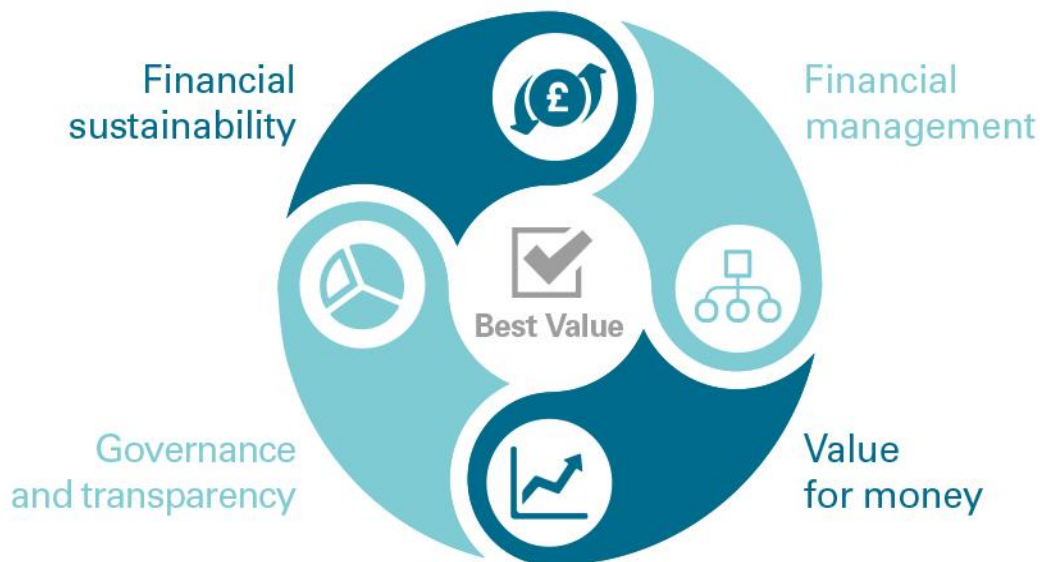 Financial
sustainability
Financial
management
£
Best Value
Governance
and transparency
Value
for money